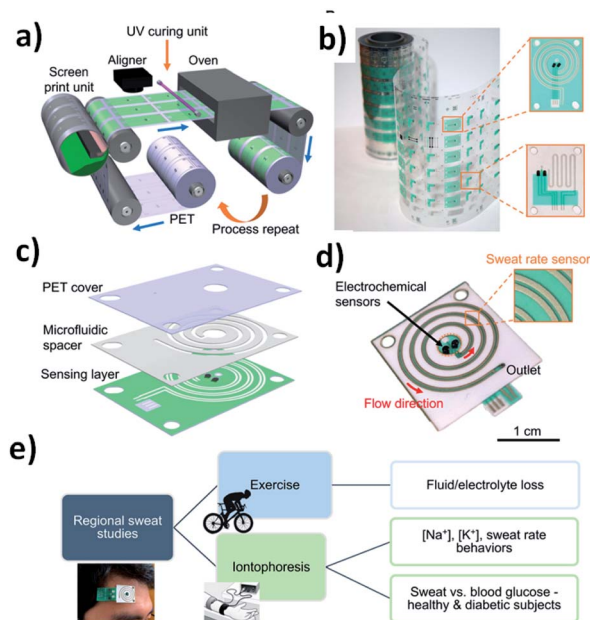 a)
UV curing unit
Aligner
Oven
Screen
print unit
PET
Process repeat
b)
c)
PET cover
Microfluidic
spacer
Sensing layer
d)
Sweat rate sensor
Electrochemical
sensors
Outlet
Flow direction
1 cm
e)
Regional sweat
studies
Exercise
Iontophoresis
Fluid/electrolyte loss
[Na⁺], [K⁺], sweat rate
behaviors
Sweat vs. blood glucose -
healthy & diabetic subjects